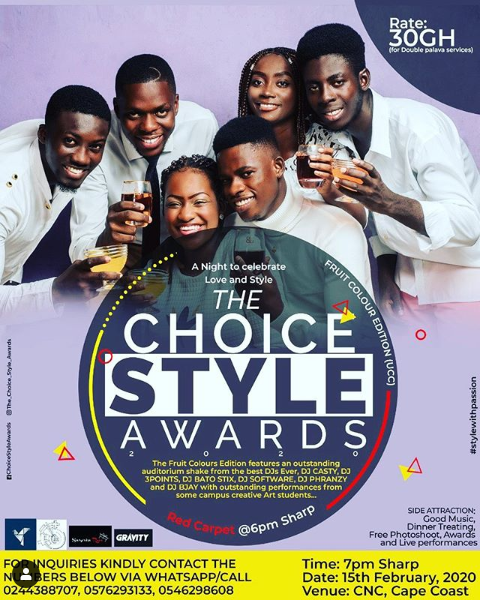 Rate:
30GH
(for Double palava services)
A Night to celebrate
Love and Style
THE
CHOICE
STYLE
AWARDS
2020
FRUIT COLOUR EDITION (UCC)
The Fruit Colours Edition features an outstanding
auditorium shake from the best DJs Ever, DJ CASTY, DJ
3POINTS, DJ BATO STIX, DJ SOFTWARE, DJ PHRANZY
and DJ BJAY with outstanding performances from
some campus creative Art students...
Red Carpet @6pm Sharp
ChoiceStyleAwards
The_Choice_Style_Awards
#stylewithpassion
SIDE ATTRACTION;
Good Music,
Dinner Treating,
Free Photoshoot, Awards
and Live performances
GRAVITY
FOR INQUIRIES KINDLY CONTACT THE
NUMBERS BELOW VIA WHATSAPP/CALL
0244388707, 0576293133, 0546298608
Time: 7pm Sharp
Date: 15th February, 2020
Venue: CNC, Cape Coast